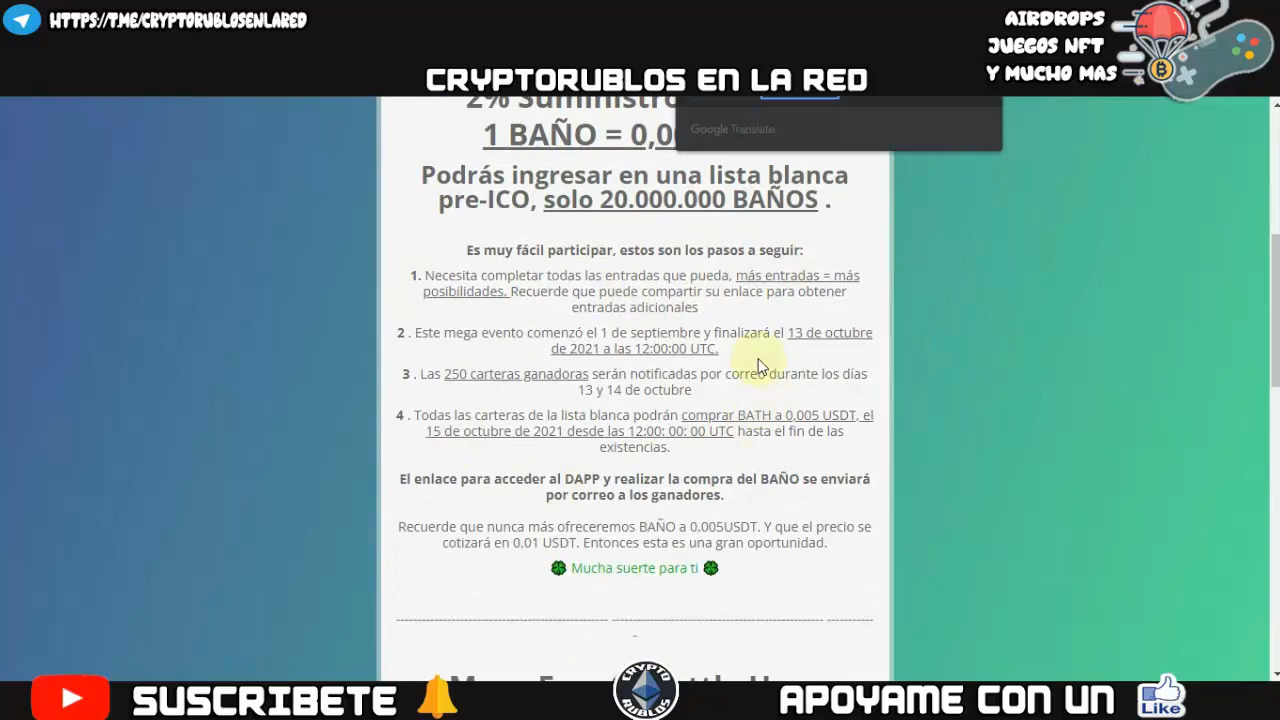 HTTPS://T.ME/CRYPTORUBLOSENLARED
AIRDROPS
JUEGOS NFT
Y MUCHO MAS
CRYPTORUBLOS EN LA RED
2% Suministro
1 BAÑO = 0,0
Google Translate
Podrás ingresar en una lista blanca
pre-ICO, solo 20.000.000 BAÑOS .
Es muy fácil participar, estos son los pasos a seguir:
1. Necesita completar todas las entradas que pueda, más entradas = más
posibilidades. Recuerde que puede compartir su enlace para obtener
entradas adicionales
2 . Este mega evento comenzó el 1 de septiembre y finalizará el 13 de octubre
de 2021 a las 12:00:00 UTC.
3 . Las 250 carteras ganadoras serán notificadas por correo durante los días
13 y 14 de octubre
4 . Todas las carteras de la lista blanca podrán comprar BATH a 0,005 USDT, el
15 de octubre de 2021 desde las 12:00: 00: 00 UTC hasta el fin de las
existencias.
El enlace para acceder al DAPP y realizar la compra del BAÑO se enviará
por correo a los ganadores.
Recuerde que nunca más ofreceremos BAÑO a 0.005USDT. Y que el precio se
cotizará en 0,01 USDT. Entonces esta es una gran oportunidad.
Mucha suerte para ti
SUSCRIBETE
CRYPTO
RUBLOS
APOYAME CON UN
Like